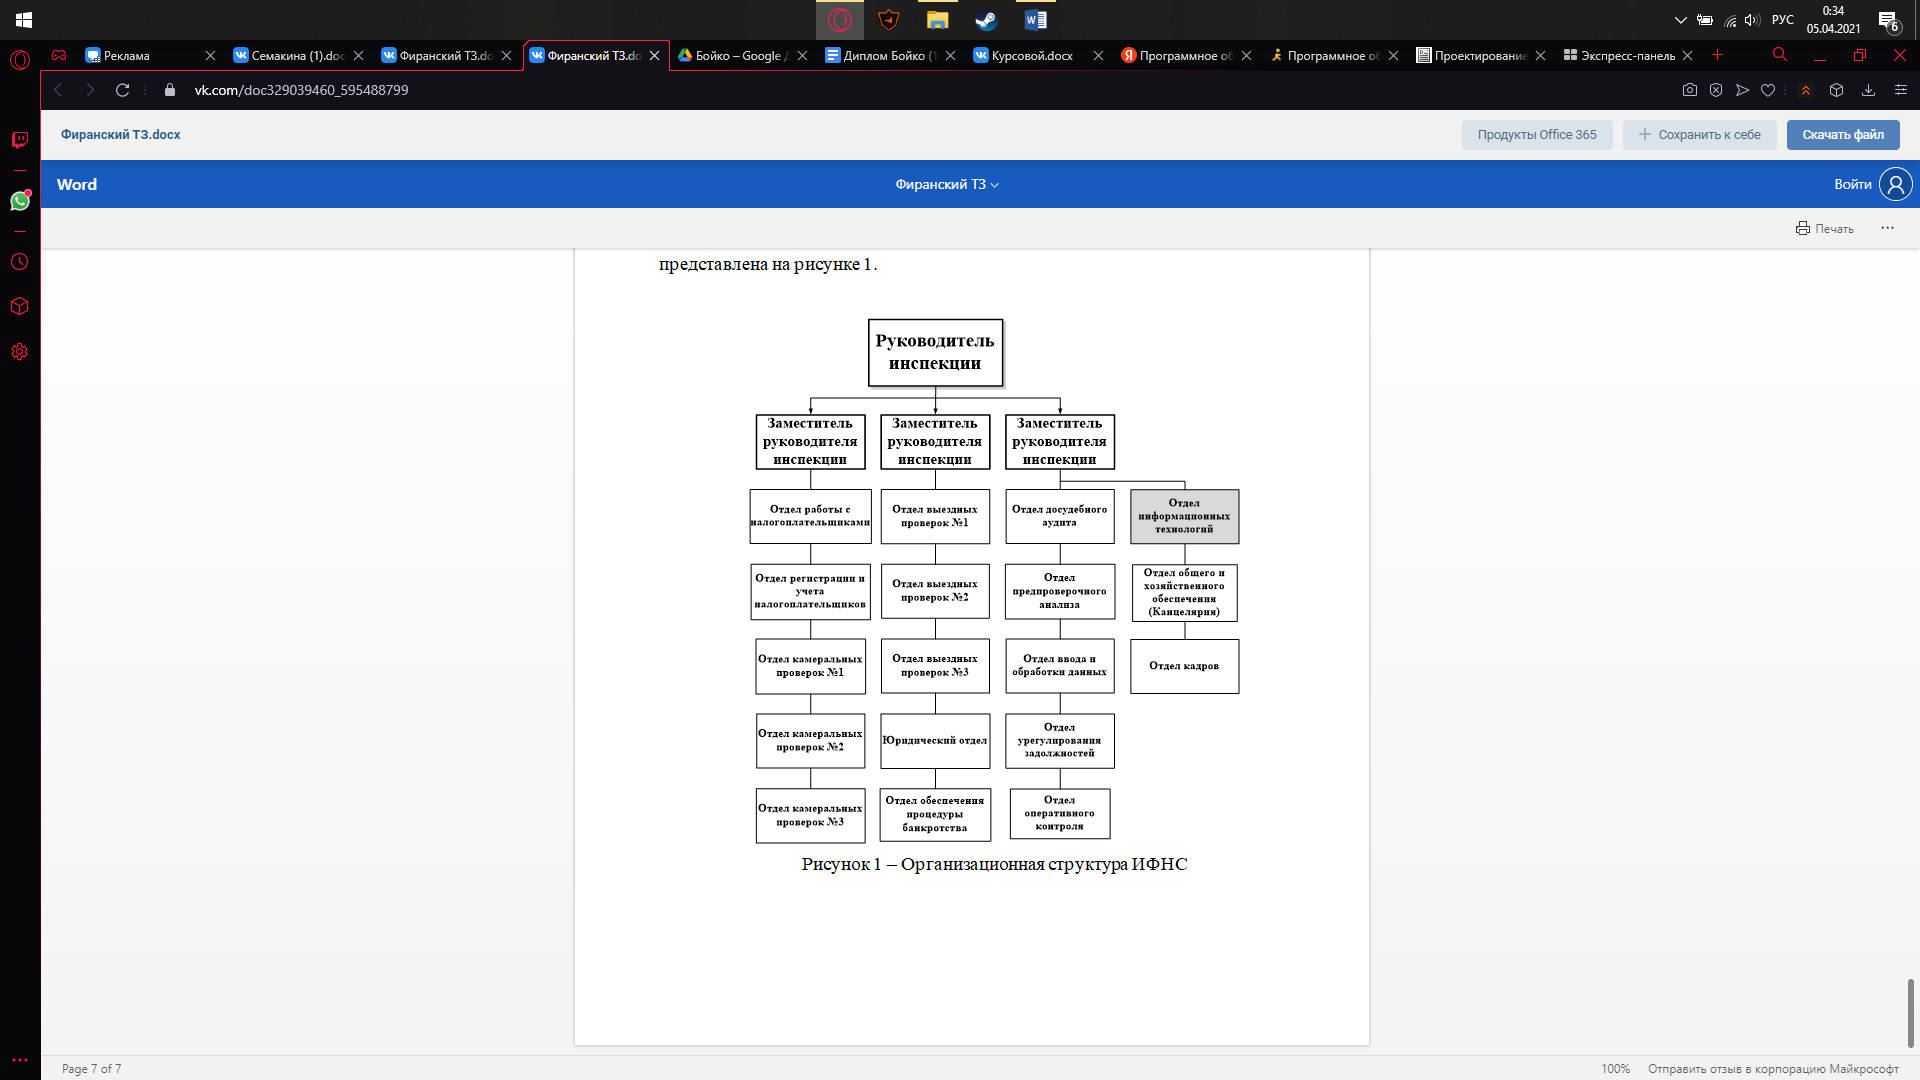 0:34
РУС
05.04.2021
6
Реклама
Семакина (1).doc
Фиранский ТЗ.do
Фиранский ТЗ.do
Бойко – Google Д
Диплом Бойко (1
Курсовой.docx
Программное об
Программное об
Проектирование
Экспресс-панель
vk.com/doc329039460_595488799
Фиранский ТЗ.docx
Продукты Office 365
Сохранить к себе
Скачать файл
Word
Фиранский ТЗ
Войти
Печать
представлена на рисунке 1.
Руководитель
инспекции
Заместитель
руководителя
инспекции
Заместитель
руководителя
инспекции
Заместитель
руководителя
инспекции
Отдел работы с
налогоплательщиками
Отдел выездных
проверок №1
Отдел досудебного
аудита
Отдел
информационных
технологий
Отдел регистрации и
учета
налогоплательщиков
Отдел выездных
проверок №2
Отдел
предпроверочного
анализа
Отдел общего и
хозяйственного
обеспечения
(Канцелярия)
Отдел камеральных
проверок №1
Отдел выездных
проверок №3
Отдел ввода и
обработки данных
Отдел кадров
Отдел камеральных
проверок №2
Юридический отдел
Отдел
урегулирования
задолжностей
Отдел камеральных
проверок №3
Отдел обеспечения
процедуры
банкротства
Отдел
оперативного
контроля
Рисунок 1 – Организационная структура ИФНС
Page 7 of 7
100%
Отправить отзыв в корпорацию Майкрософт